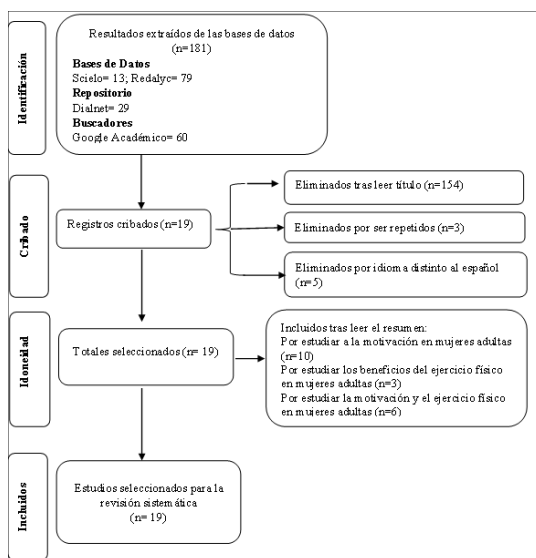 Identificación
Resultados extraídos de las bases de datos
(n=181)
Bases de Datos
Scielo= 13; Redalyc= 79
Repositorio
Dialnet= 29
Buscadores
Google Académico= 60
Cribado
Registros cribados (n=19)
Eliminados tras leer título (n=154)
Eliminados por ser repetidos (n=3)
Eliminados por idioma distinto al español
(n=5)
Idoneidad
Totales seleccionados (n= 19)
Incluidos tras leer el resumen:
Por estudiar a la motivación en mujeres adultas
(n=10)
Por estudiar los beneficios del ejercicio físico
en mujeres adultas (n=3)
Por estudiar la motivación y el ejercicio físico
en mujeres adultas (n=6)
Incluidos
Estudios seleccionados para la
revisión sistemática
(n= 19)